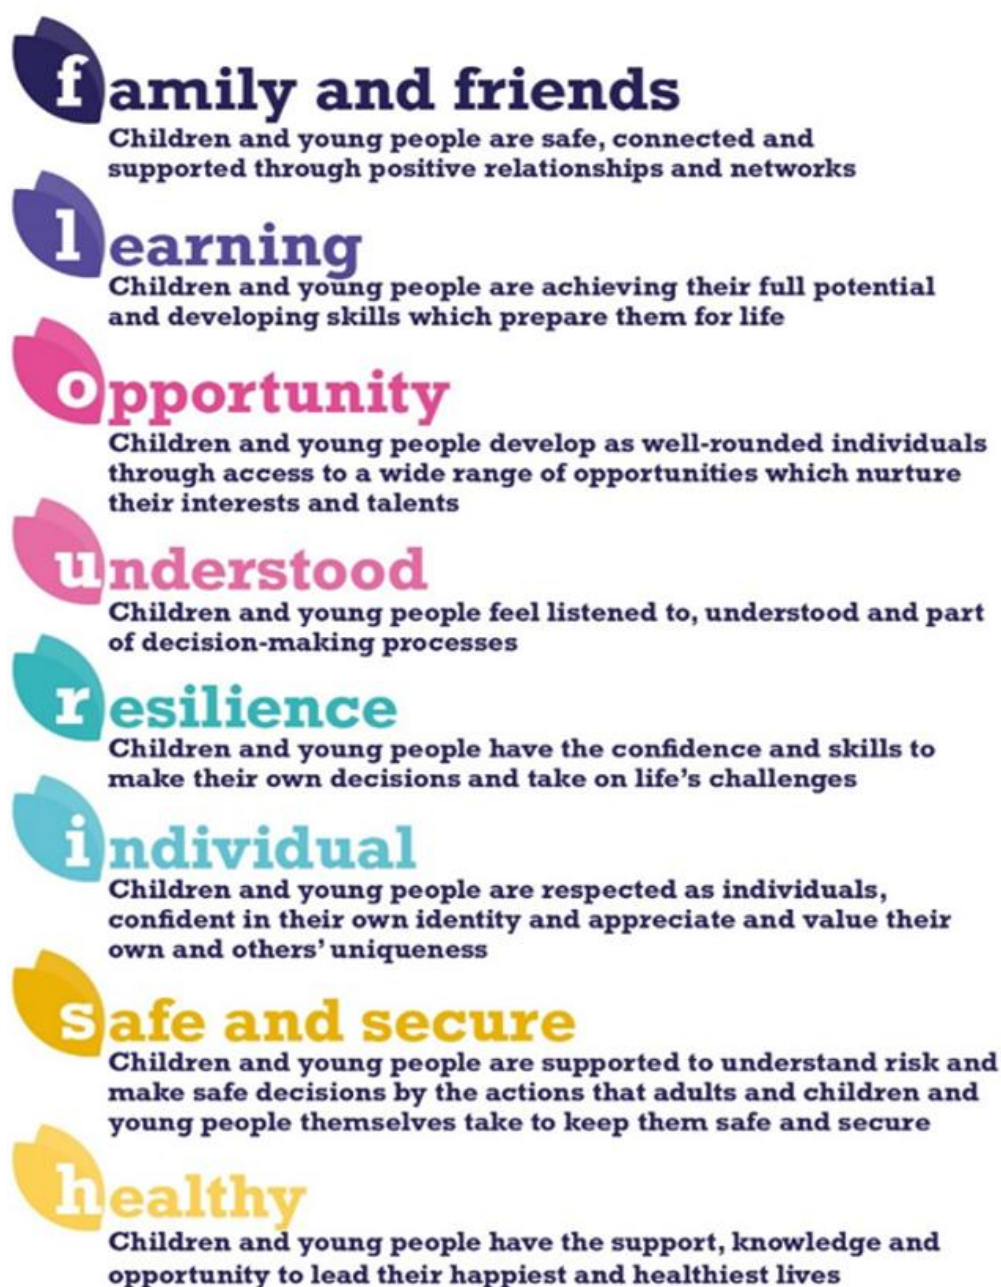 family and friends
Children and young people are safe, connected and
supported through positive relationships and networks
learning
Children and young people are achieving their full potential
and developing skills which prepare them for life
opportunity
Children and young people develop as well-rounded individuals
through access to a wide range of opportunities which nurture
their interests and talents
understood
Children and young people feel listened to, understood and part
of decision-making processes
resilience
Children and young people have the confidence and skills to
make their own decisions and take on life's challenges
individual
Children and young people are respected as individuals,
confident in their own identity and appreciate and value their
own and others' uniqueness
safe and secure
Children and young people are supported to understand risk and
make safe decisions by the actions that adults and children and
young people themselves take to keep them safe and secure
healthy
Children and young people have the support, knowledge and
opportunity to lead their happiest and healthiest lives